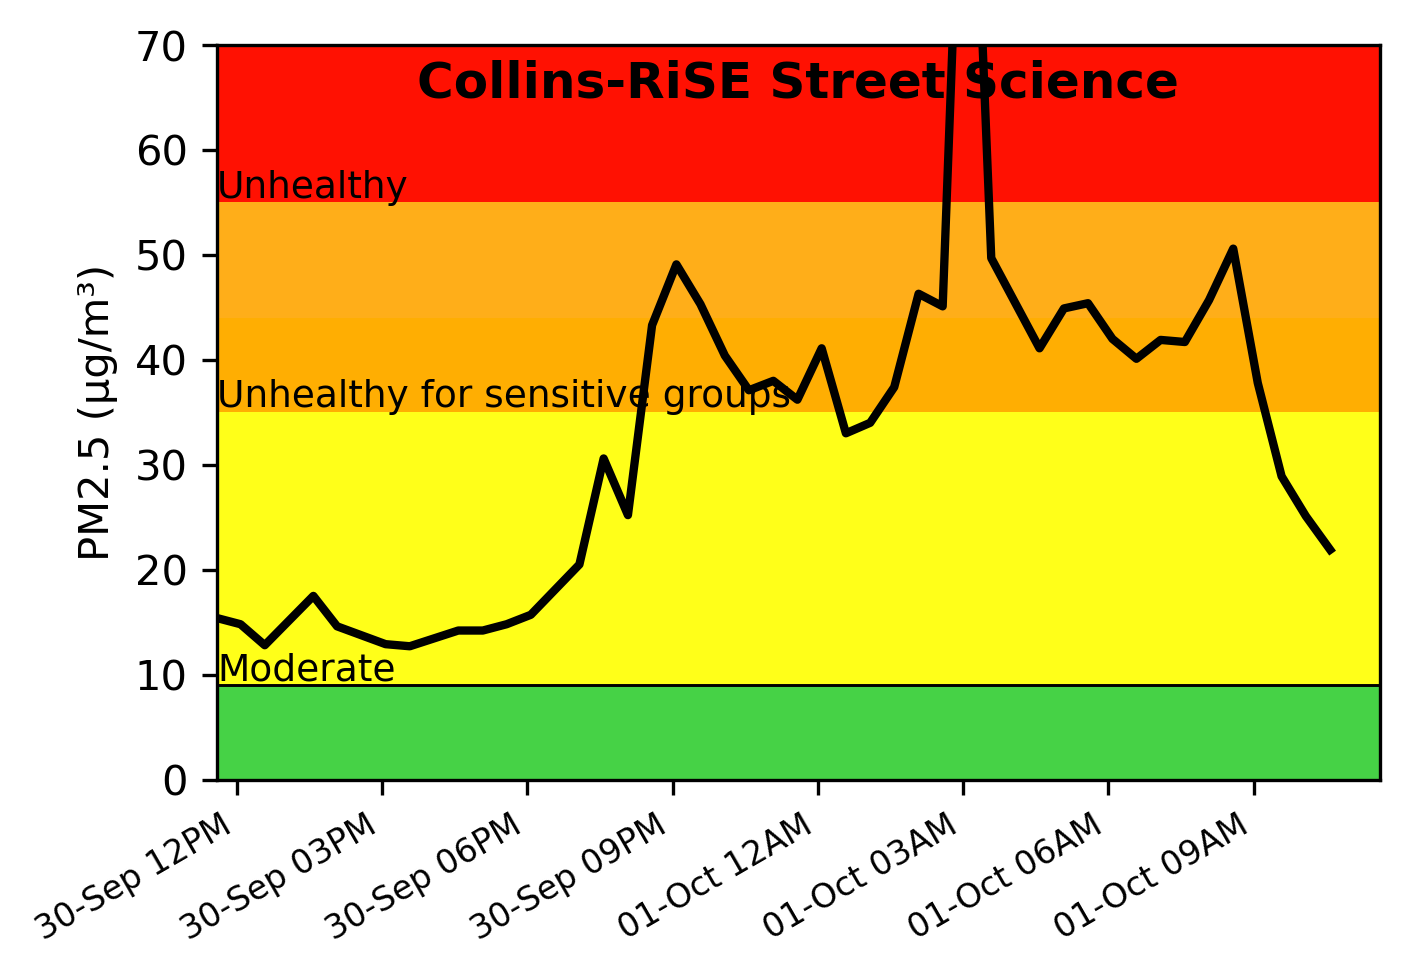 Collins-RiSE Street Science
70
60
Unhealthy
50
40
Unhealthy for sensitive groups
30
20
10
Moderate
0
PM2.5 (µg/m³)
30-Sep 12PM
30-Sep 03PM
30-Sep 06PM
30-Sep 09PM
01-Oct 12AM
01-Oct 03AM
01-Oct 06AM
01-Oct 09AM